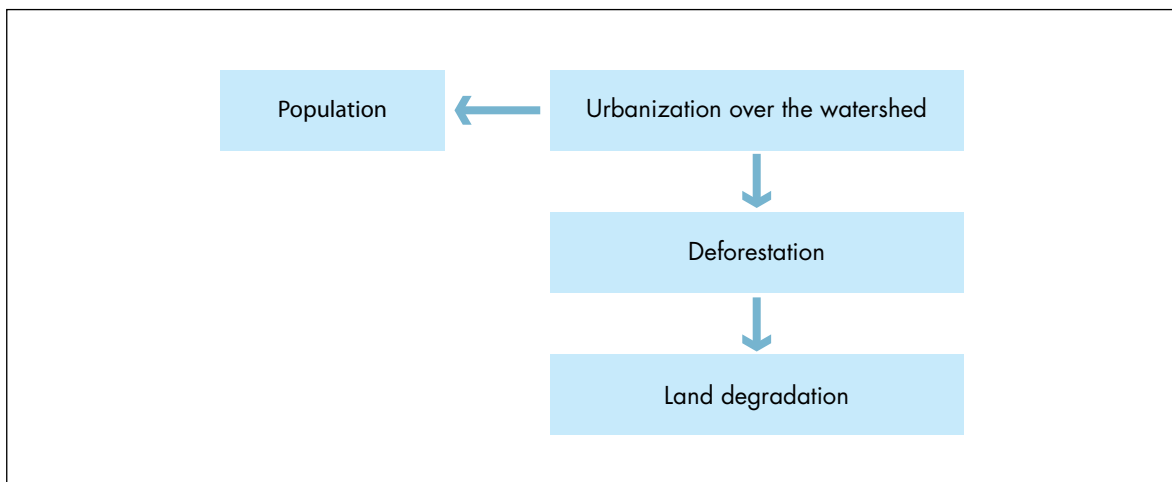 Population
Urbanization over the watershed
Deforestation
Land degradation